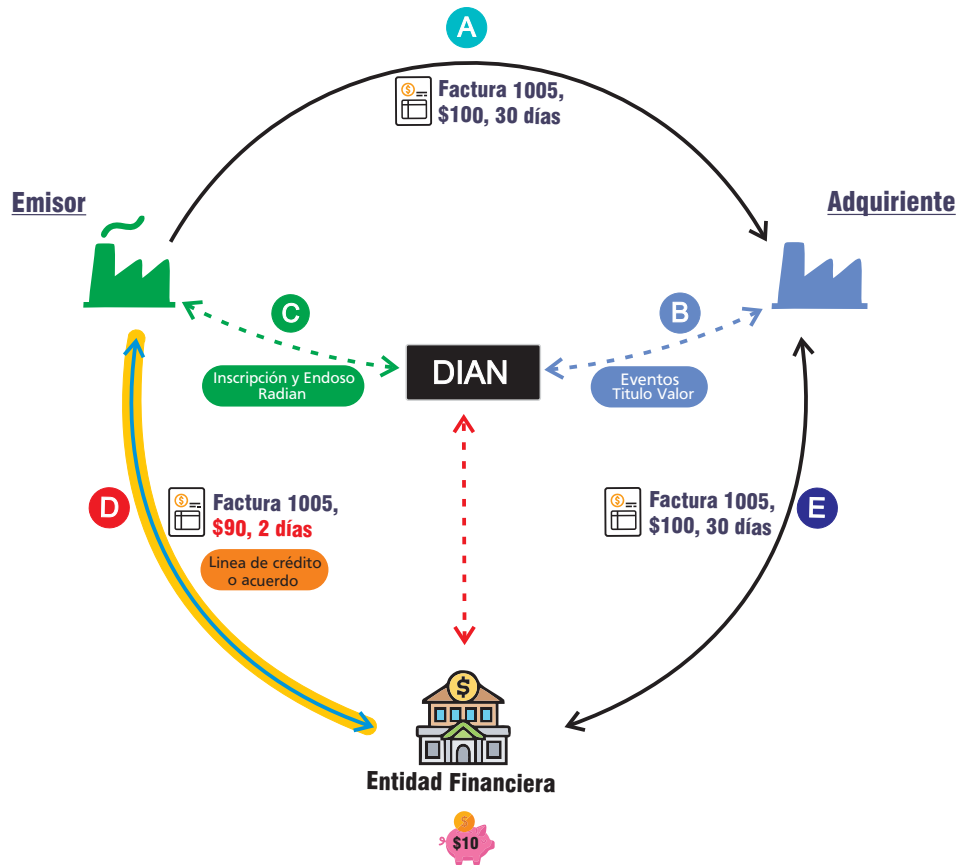 A
Factura 1005,
$100, 30 días
Emisor
Adquiriente
C
B
DIAN
Inscripción y Endoso
Radian
Eventos
Titulo Valor
D
Factura 1005,
$90, 2 días
Linea de crédito
o acuerdo
Factura 1005,
$100, 30 días
E
$
Entidad Financiera
$10